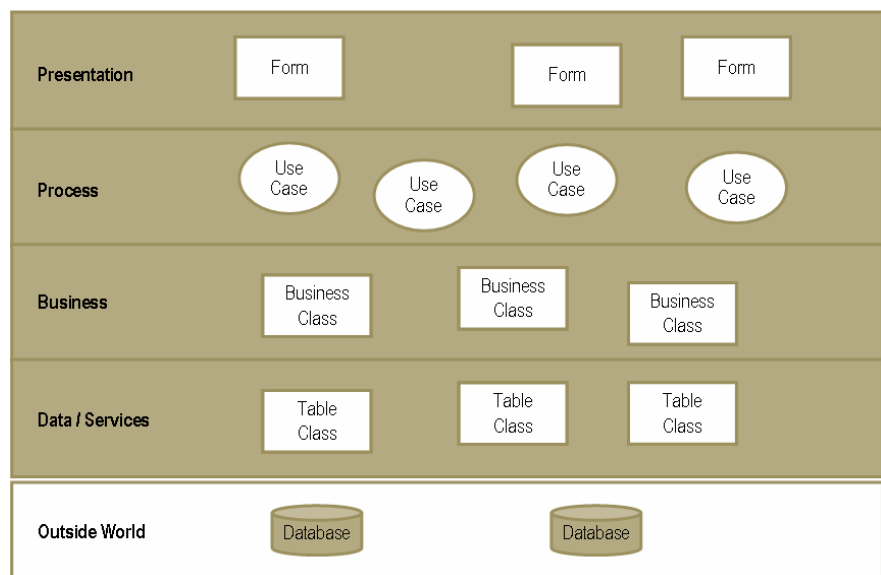 Presentation
Form
Form
Form
Process
Use
Case
Use
Case
Use
Case
Use
Case
Business
Business
Class
Business
Class
Business
Class
Data / Services
Table
Class
Table
Class
Table
Class
Outside World
Database
Database